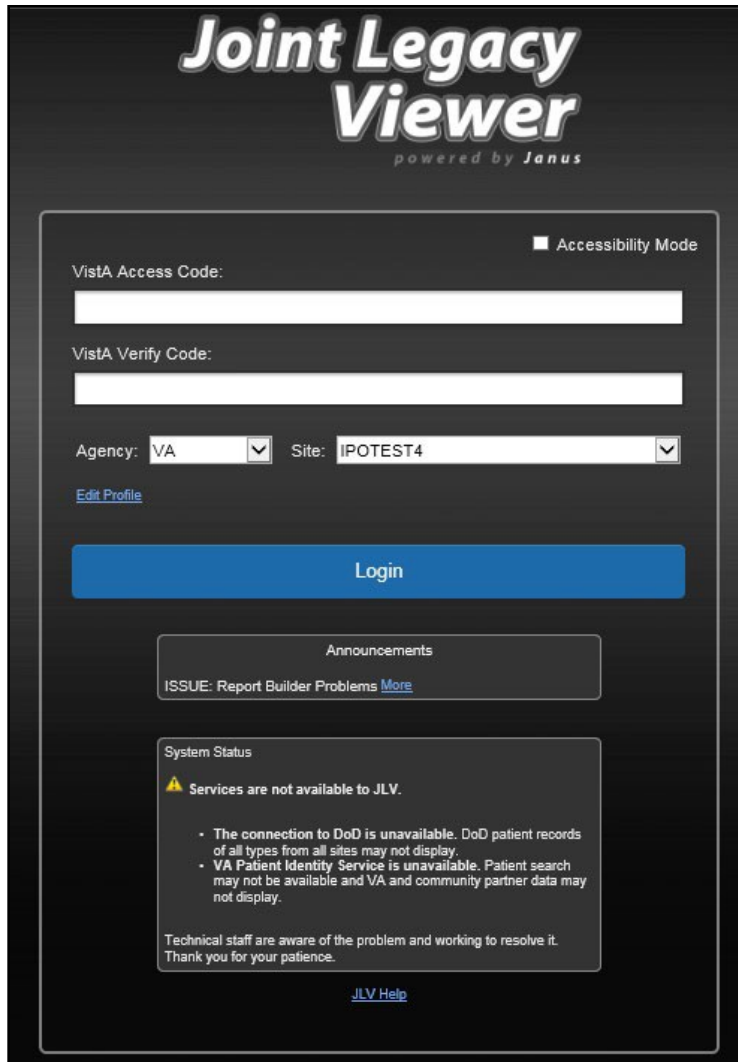 Joint Legacy
Viewer
powered by Janus
Accessibility Mode
VistA Access Code:
VistA Verify Code:
Agency: VA Site: IPOTEST4
Edit Profile
Login
Announcements
ISSUE: Report Builder Problems More
System Status
Services are not available to JLV.
• The connection to DoD is unavailable. DoD patient records
of all types from all sites may not display.
• VA Patient Identity Service is unavailable. Patient search
may not be available and VA and community partner data may
not display.
Technical staff are aware of the problem and working to resolve it.
Thank you for your patience.
JLV Help